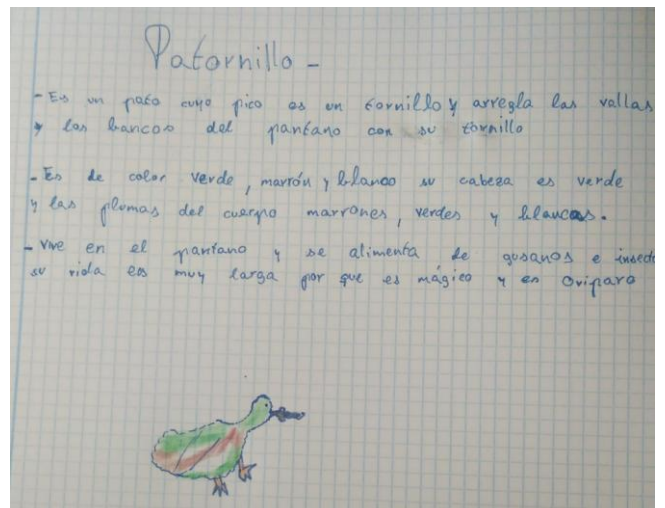 Patornillo -
- Es un pato cuyo pico es un tornillo y arregla las vallas
y los bancos del pantano con su tornillo
- Es de color verde, marrón y blanco su cabeza es verde
y las plumas del cuerpo marrones, verdes y blancas.
- Vive en el pantano y se alimenta de gusanos e insecto
su vida es muy larga por que es mágico y es Oviparo